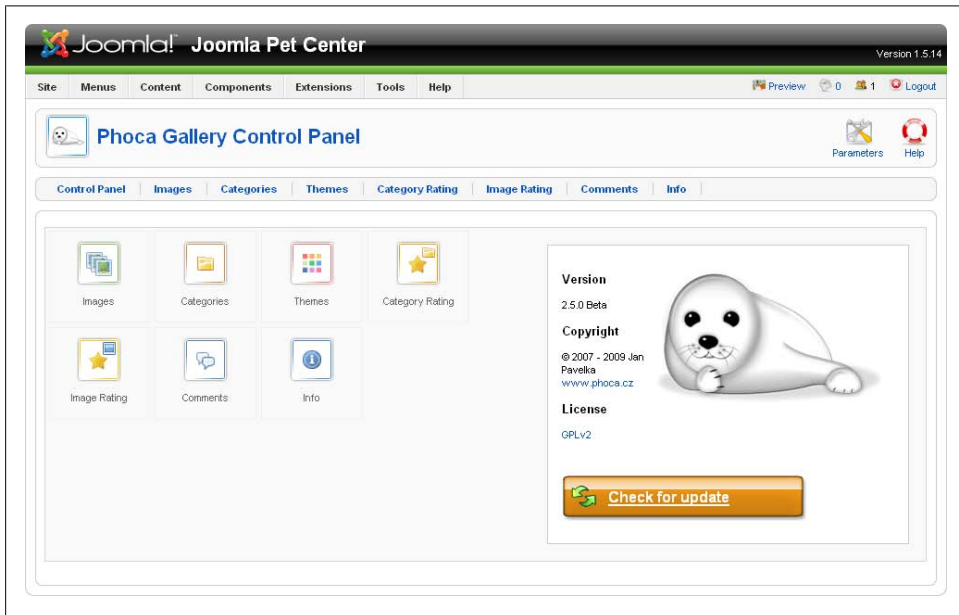 Joomla! Joomla Pet Center
Version 1.5.14
Site Menus Content Components Extensions Tools Help Preview 0 1 Logout
Phoca Gallery Control Panel
Parameters Help
Control Panel Images Categories Themes Category Rating Image Rating Comments Info
Images Categories Themes Category Rating
Image Rating Comments Info
Version
2.5.0 Beta
Copyright
© 2007 - 2009 Jan
Pavelka
www.phoca.cz
License
GPLv2
Check for update